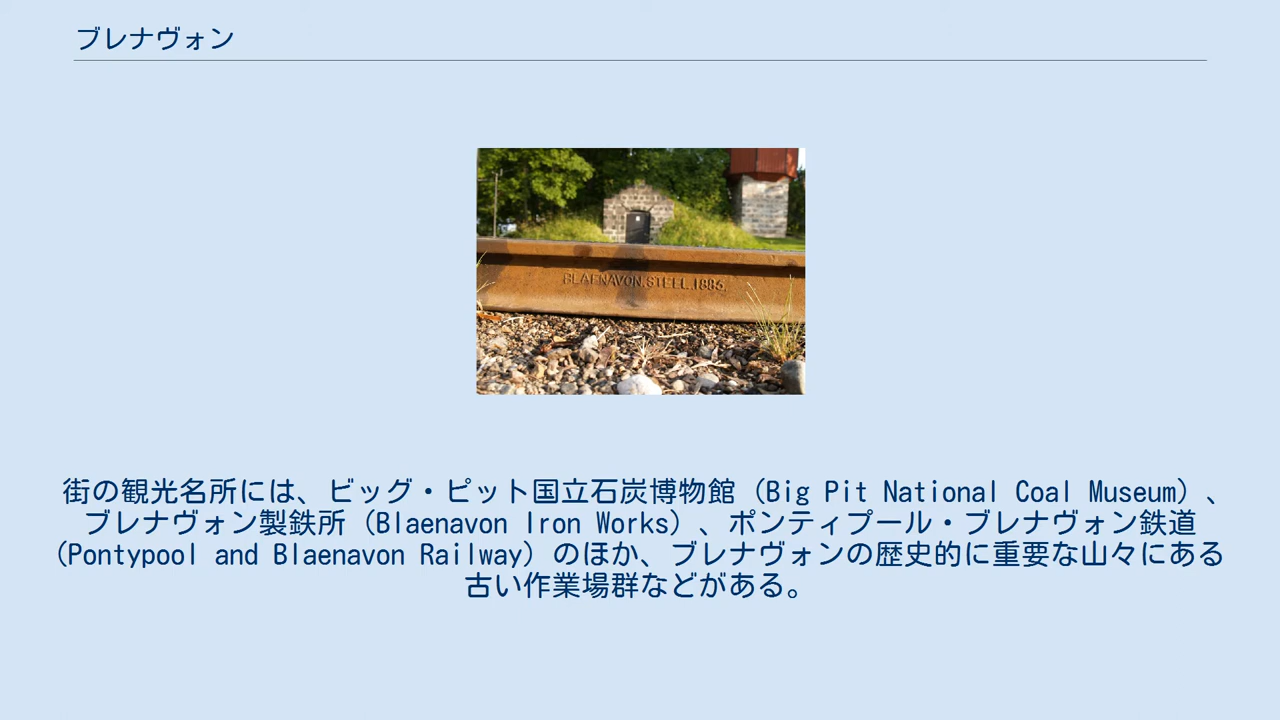 ブレナヴォン
BLAENAVON.STEEL.1886.
街の観光名所には、ビッグ・ピット国立石炭博物館（Big Pit National Coal Museum）、
ブレナヴォン製鉄所（Blaenavon Iron Works）、ポンティプール・ブレナヴォン鉄道
（Pontypool and Blaenavon Railway）のほか、ブレナヴォンの歴史的に重要な山々にある
古い作業場群などがある。